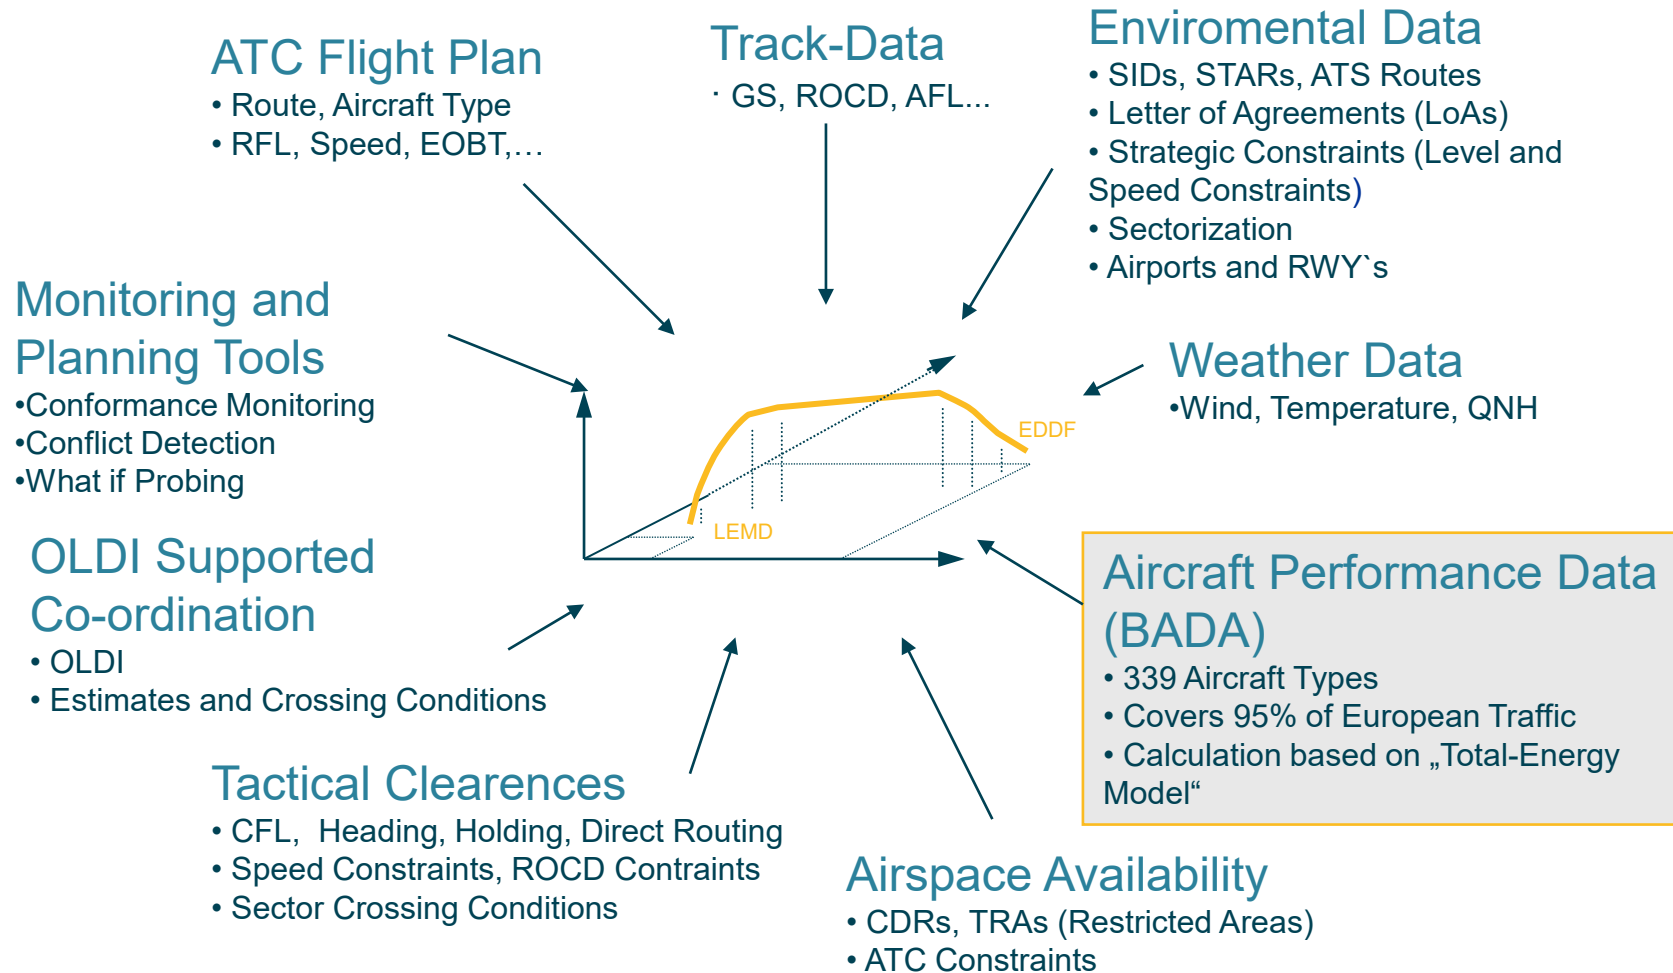 ATC Flight Plan
• Route, Aircraft Type
• RFL, Speed, EOBT,…
Track-Data
· GS, ROCD, AFL...
Enviromental Data
• SIDs, STARs, ATS Routes
• Letter of Agreements (LoAs)
• Strategic Constraints (Level and
Speed Constraints)
• Sectorization
• Airports and RWY`s
Monitoring and
Planning Tools
•Conformance Monitoring
•Conflict Detection
•What if Probing
Weather Data
•Wind, Temperature, QNH
EDDF
LEMD
OLDI Supported
Co-ordination
• OLDI
• Estimates and Crossing Conditions
Aircraft Performance Data
(BADA)
• 339 Aircraft Types
• Covers 95% of European Traffic
• Calculation based on „Total-Energy
Model“
Tactical Clearences
• CFL,  Heading, Holding, Direct Routing
• Speed Constraints, ROCD Contraints
• Sector Crossing Conditions
Airspace Availability
• CDRs, TRAs (Restricted Areas)
• ATC Constraints